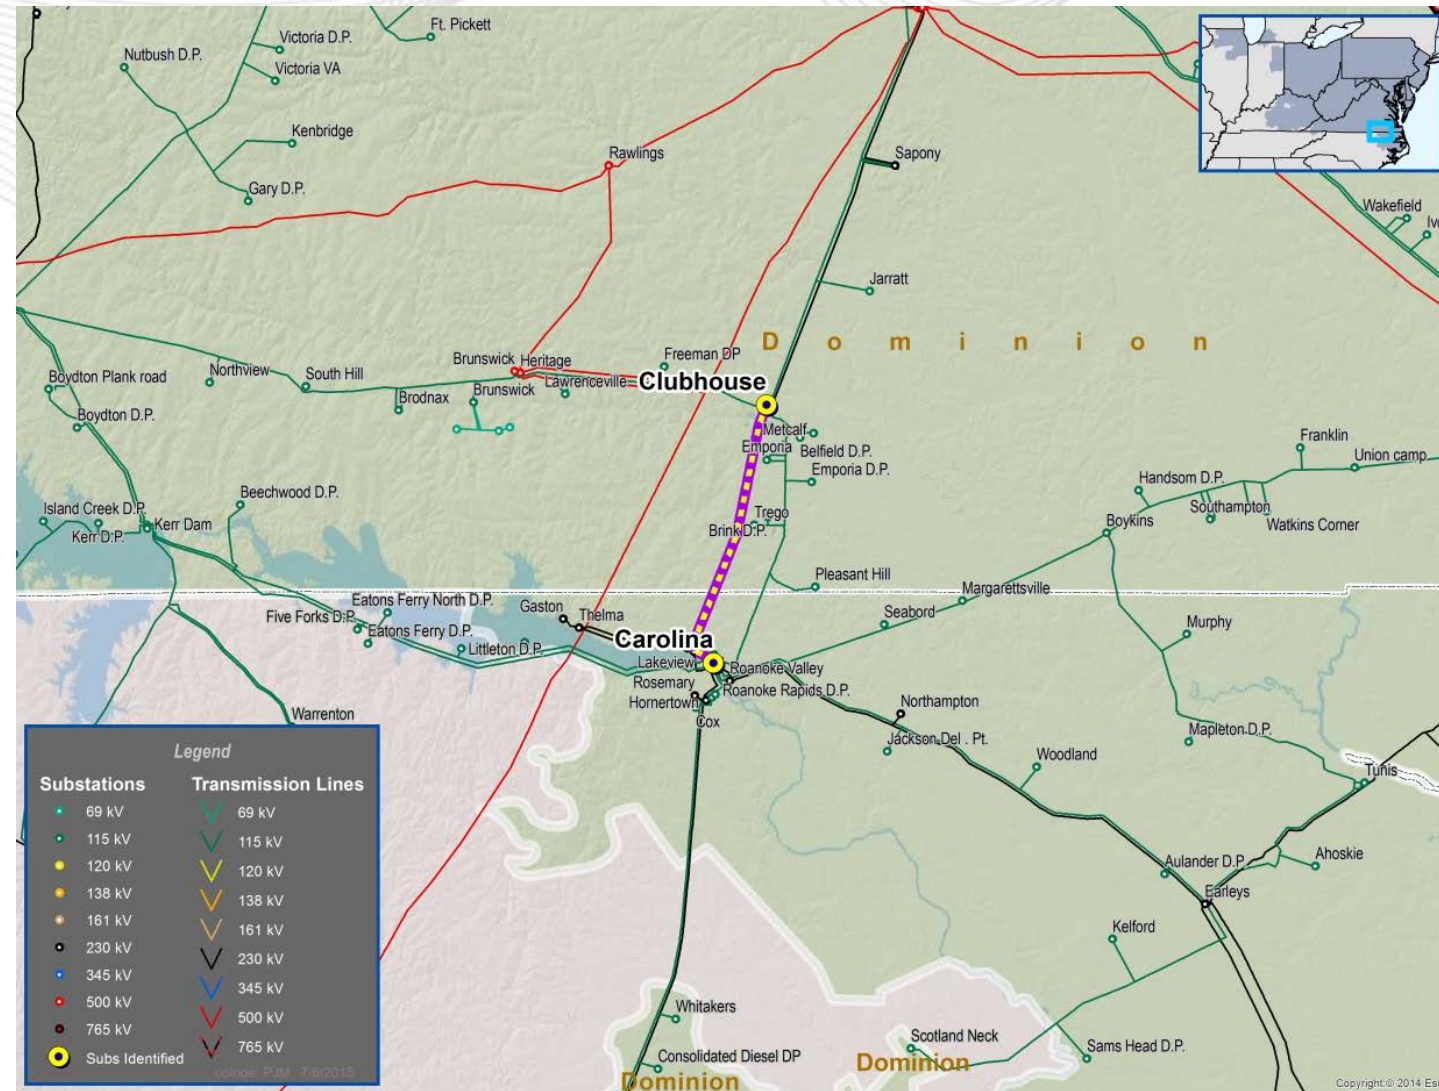 Ft. Pickett
Victoria D.P.
Nutbush D.P.
Victoria VA
Kenbridge
Rawlings
Sapony
Gary D.P.
Wakefield
Jarratt
D o m i n i o n
Brunswick Heritage
Freeman DP
Boydton Plank road
Northview
South Hill
Lawrenceville
Clubhouse
Brodnax
Brunswick
Boydton D.P.
Metcalf
Emporia
Belfield D.P.
Emporia D.P.
Franklin
Union camp
Handsom D.P.
Beechwood D.P.
Island Creek D.P.
Kerr Dam
Kerr D.P.
Trego
Brink D.P.
Boykins
Southampton
Watkins Corner
Pleasant Hill
Margarettsville
Eatons Ferry North D.P.
Gaston
Thelma
Five Forks D.P.
Eatons Ferry D.P.
Seabord
Murphy
Littleton D.P.
Carolina
Lakeview
Roanoke Valley
Rosemary
Roanoke Rapids D.P.
Hornertown
Cox
Northampton
Warrenton
Jackson Del . Pt.
Mapleton D.P.
Woodland
Tunis
Legend
Substations
69 kV
115 kV
120 kV
138 kV
161 kV
230 kV
345 kV
500 kV
765 kV
Subs Identified
Transmission Lines
69 kV
115 kV
120 kV
138 kV
161 kV
230 kV
345 kV
500 kV
765 kV
Aulander D.P.
Ahoskie
Earleys
Kelford
Whitakers
Scotland Neck
Sams Head D.P.
Consolidated Diesel DP
Dominion
Dominion
Copyright:© 2014 Es